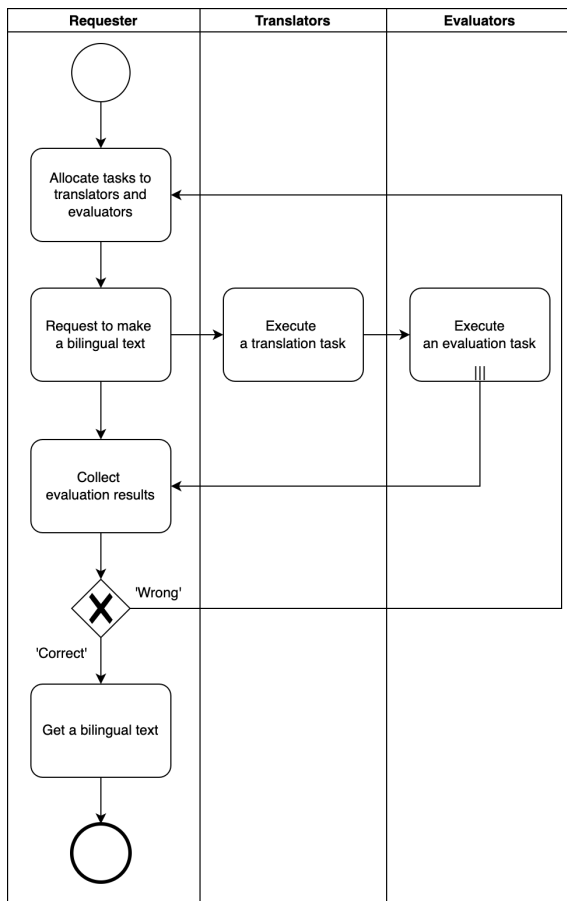 Requester
Translators
Evaluators
Allocate tasks to
translators and
evaluators
Request to make
a bilingual text
Execute
a translation task
Execute
an evaluation task
Collect
evaluation results
'Wrong'
'Correct'
Get a bilingual text